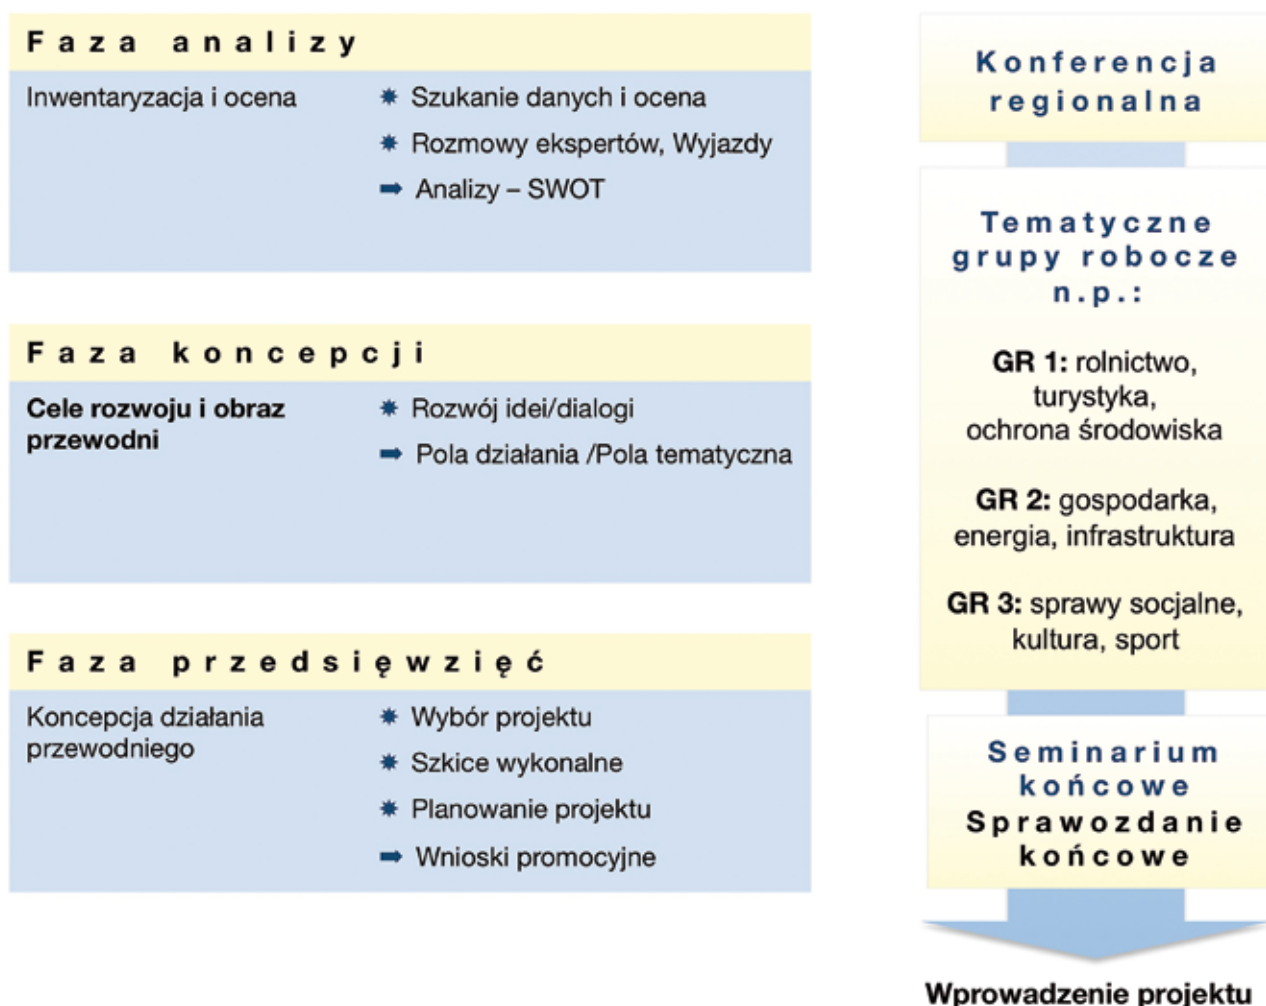 Faza analizy
Inwentaryzacja i ocena
Szukanie danych i ocena
Rozmowy ekspertów, Wyjazdy
Analizy – SWOT
Faza koncepcji
Cele rozwoju i obraz
przewodni
Rozwój idei/dialogi
Pola działania /Pola tematyczna
Faza przedsięwzięć
Koncepcja działania
przewodniego
Wybór projektu
Szkice wykonalne
Planowanie projektu
Wnioski promocyjne
Konferencja
regionalna
Tematyczne
grupy robocze
n.p.:
GR 1: rolnictwo,
turystyka,
ochrona środowiska
GR 2: gospodarka,
energia, infrastruktura
GR 3: sprawy socjalne,
kultura, sport
Seminarium
końcowe
Sprawozdanie
końcowe
Wprowadzenie projektu